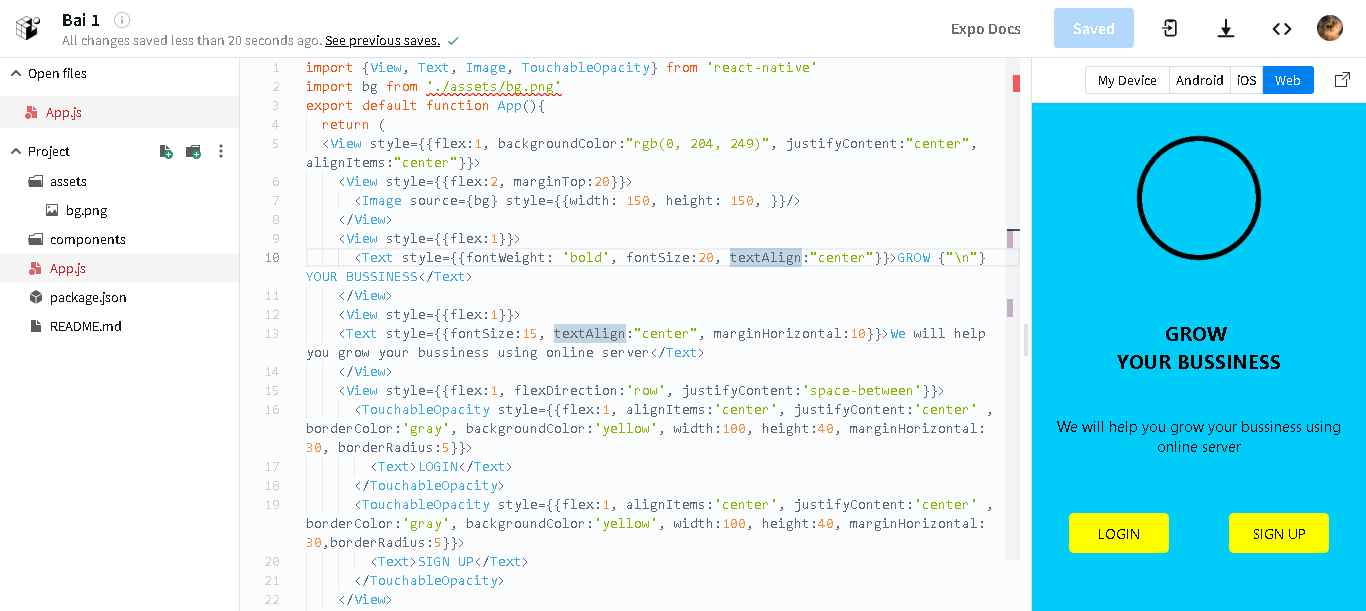 Bai 1
All changes saved less than 20 seconds ago. See previous saves.
Expo Docs
Saved
Open files
App.js
Project
assets
bg.png
components
App.js
package.json
README.md
1 import {View, Text, Image, TouchableOpacity} from 'react-native'
2 import bg from './assets/bg.png'
3 export default function App(){
4 return (
5 <View style={{flex:1, backgroundColor:"rgb(0, 204, 249)", justifyContent:"center",
alignItems:"center"}}>
6 <View style={{flex:2, marginTop:20}}>
7 <Image source={bg} style={{width: 150, height: 150, }}/>
8 </View>
9 <View style={{flex:1}}>
10 <Text style={{fontWeight: 'bold', fontSize:20, textAlign:"center"}}>GROW {"\n"}
YOUR BUSSINESS</Text>
11 </View>
12 <View style={{flex:1}}>
13 <Text style={{fontSize:15, textAlign:"center", marginHorizontal:10}}>We will help
you grow your bussiness using online server</Text>
14 </View>
15 <View style={{flex:1, flexDirection:'row', justifyContent:'space-between'}}>
16 <TouchableOpacity style={{flex:1, alignItems:'center', justifyContent:'center' ,
borderColor:'gray', backgroundColor:'yellow', width:100, height:40, marginHorizontal:
30, borderRadius:5}}>
17 <Text>LOGIN</Text>
18 </TouchableOpacity>
19 <TouchableOpacity style={{flex:1, alignItems:'center', justifyContent:'center' ,
borderColor:'gray', backgroundColor:'yellow', width:100, height:40, marginHorizontal:
30,borderRadius:5}}>
20 <Text>SIGN UP</Text>
21 </TouchableOpacity>
22 </View>
My Device Android iOS Web
GROW
YOUR BUSSINESS
We will help you grow your bussiness using
online server
LOGIN
SIGN UP